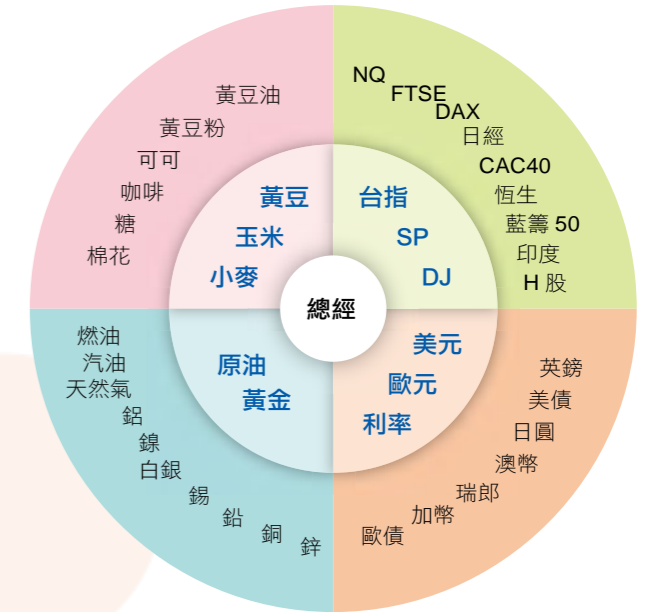 黃豆油
黃豆粉
可可
咖啡
糖
棉花
黃豆
玉米
小麥
NQ
FTSE
DAX
日經
CAC40
恆生
藍籌 50
印度
H 股
台指
SP
DJ
總經
燃油
汽油
天然氣
鋁
鎳
白銀
錫
鉛
銅
鋅
原油
黃金
美元
歐元
利率
英鎊
美債
日圓
澳幣
瑞郎
加幣
歐債